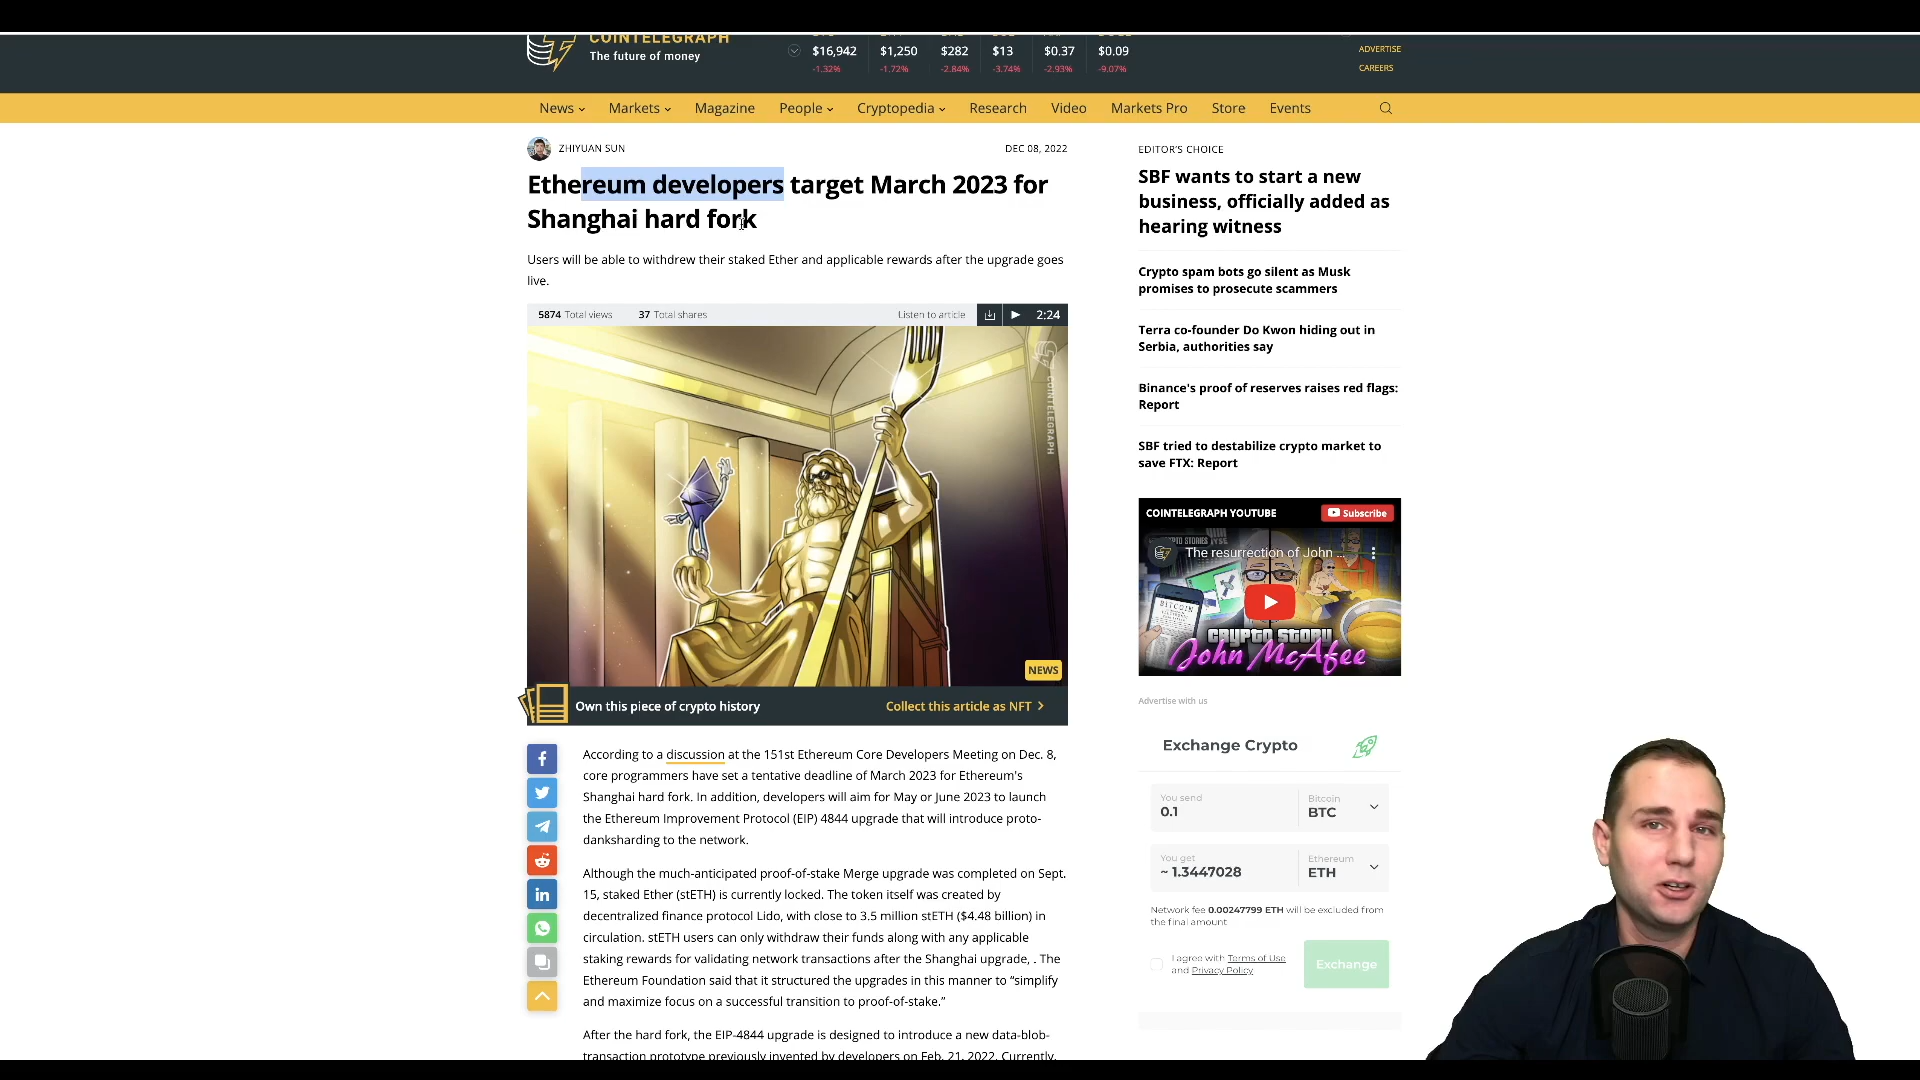 COINTELEGRAPH
The future of money
$16,942
$1,250
$282
$13
$0.37
$0.09
-1.32%
-1.72%
-2.84%
-3.74%
-2.93%
-9.07%
ADVERTISE
CAREERS
News
Markets
Magazine
People
Cryptopedia
Research
Video
Markets Pro
Store
Events
ZHIYUAN SUN
DEC 08, 2022
Ethereum developers target March 2023 for
Shanghai hard fork
Users will be able to withdrew their staked Ether and applicable rewards after the upgrade goes
live.
5874 Total views
37 Total shares
Listen to article
2:24
COINTELEGRAPH
NEWS
Own this piece of crypto history
Collect this article as NFT
According to a discussion at the 151st Ethereum Core Developers Meeting on Dec. 8,
core programmers have set a tentative deadline of March 2023 for Ethereum's
Shanghai hard fork. In addition, developers will aim for May or June 2023 to launch
the Ethereum Improvement Protocol (EIP) 4844 upgrade that will introduce proto-
danksharding to the network.
Although the much-anticipated proof-of-stake Merge upgrade was completed on Sept.
15, staked Ether (stETH) is currently locked. The token itself was created by
decentralized finance protocol Lido, with close to 3.5 million stETH ($4.48 billion) in
circulation. stETH users can only withdraw their funds along with any applicable
staking rewards for validating network transactions after the Shanghai upgrade, . The
Ethereum Foundation said that it structured the upgrades in this manner to “simplify
and maximize focus on a successful transition to proof-of-stake.”
After the hard fork, the EIP-4844 upgrade is designed to introduce a new data-blob-
transaction prototype previously invented by developers on Feb. 21, 2022. Currently,
EDITOR’S CHOICE
SBF wants to start a new
business, officially added as
hearing witness
Crypto spam bots go silent as Musk
promises to prosecute scammers
Terra co-founder Do Kwon hiding out in
Serbia, authorities say
Binance's proof of reserves raises red flags:
Report
SBF tried to destabilize crypto market to
save FTX: Report
COINTELEGRAPH YOUTUBE
Subscribe
The resurrection of John ...
BITCOIN
CRYPTO STORY
John McAfee
Advertise with us
Exchange Crypto
You send
0.1
Bitcoin
BTC
You get
~ 1.3447028
Ethereum
ETH
Network fee 0.00247799 ETH will be excluded from
the final amount
I agree with Terms of Use
and Privacy Policy
Exchange